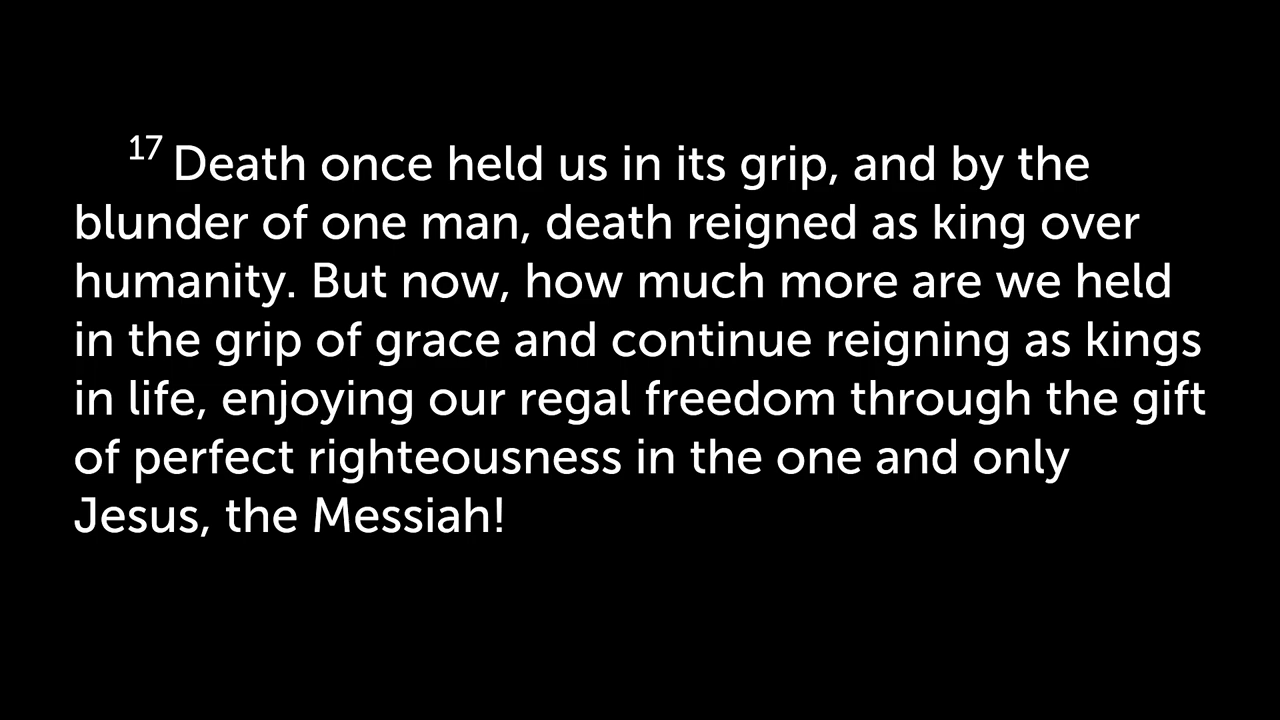 17 Death once held us in its grip, and by the
blunder of one man, death reigned as king over
humanity. But now, how much more are we held
in the grip of grace and continue reigning as kings
in life, enjoying our regal freedom through the gift
of perfect righteousness in the one and only
Jesus, the Messiah!